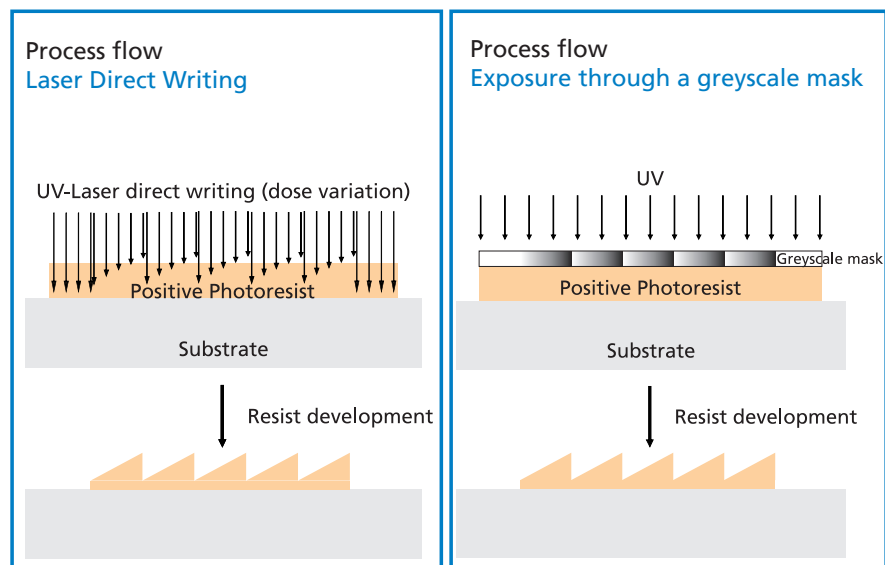 Process flow
Laser Direct Writing
UV-Laser direct writing (dose variation)
Positive Photoresist
Substrate
Resist development
Process flow
Exposure through a greyscale mask
UV
Greyscale mask
Positive Photoresist
Substrate
Resist development